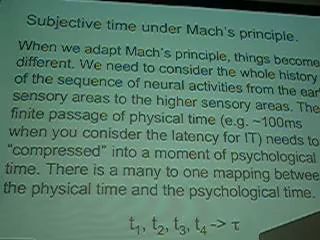 Subjective time under Mach's principle.
When we adapt Mach's principle, things become
different. We need to consider the whole history
of the sequence of neural activities from the ear
sensory areas to the higher sensory areas. The
finite passage of physical time (e.g. ~100ms
when you conisder the latency for IT) needs to
"compressed" into a moment of psychological
time. There is a many to one mapping betwee
the physical time and the psychological time.
t₁, t₂, t₃, t₄ -> τ